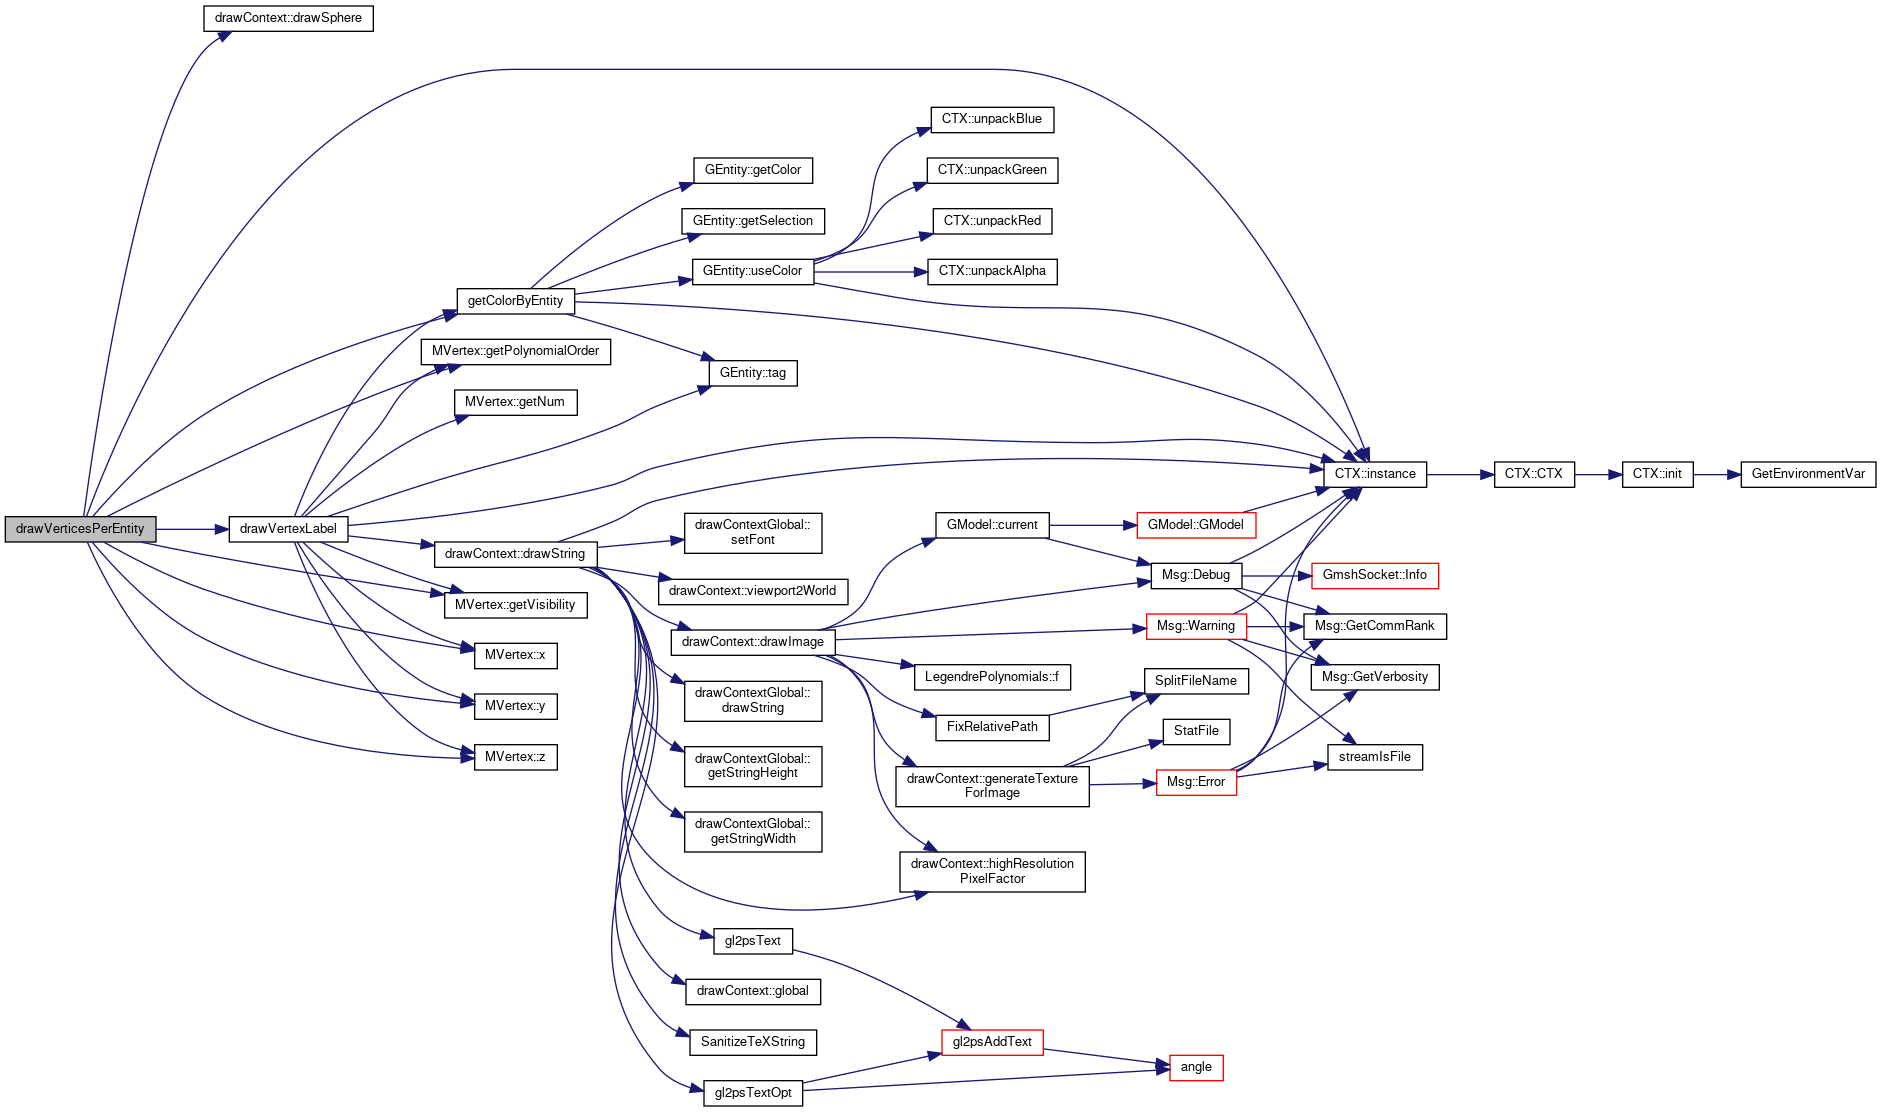 drawContext::drawSphere
CTX::unpackBlue
GEntity::getColor
CTX::unpackGreen
GEntity::getSelection
CTX::unpackRed
GEntity::useColor
CTX::unpackAlpha
getColorByEntity
MVertex::getPolynomialOrder
GEntity::tag
MVertex::getNum
CTX::instance
CTX::CTX
CTX::init
GetEnvironmentVar
drawVerticesPerEntity
drawVertexLabel
drawContext::drawString
drawContextGlobal::
setFont
GModel::current
GModel::GModel
drawContext::viewport2World
Msg::Debug
GmshSocket::Info
MVertex::getVisibility
drawContext::drawImage
Msg::Warning
Msg::GetCommRank
MVertex::x
LegendrePolynomials::f
SplitFileName
Msg::GetVerbosity
drawContextGlobal::
drawString
MVertex::y
FixRelativePath
StatFile
MVertex::z
drawContextGlobal::
getStringHeight
drawContext::generateTexture
ForImage
Msg::Error
streamIsFile
drawContextGlobal::
getStringWidth
drawContext::highResolution
PixelFactor
gl2psText
drawContext::global
SanitizeTeXString
gl2psAddText
angle
gl2psTextOpt